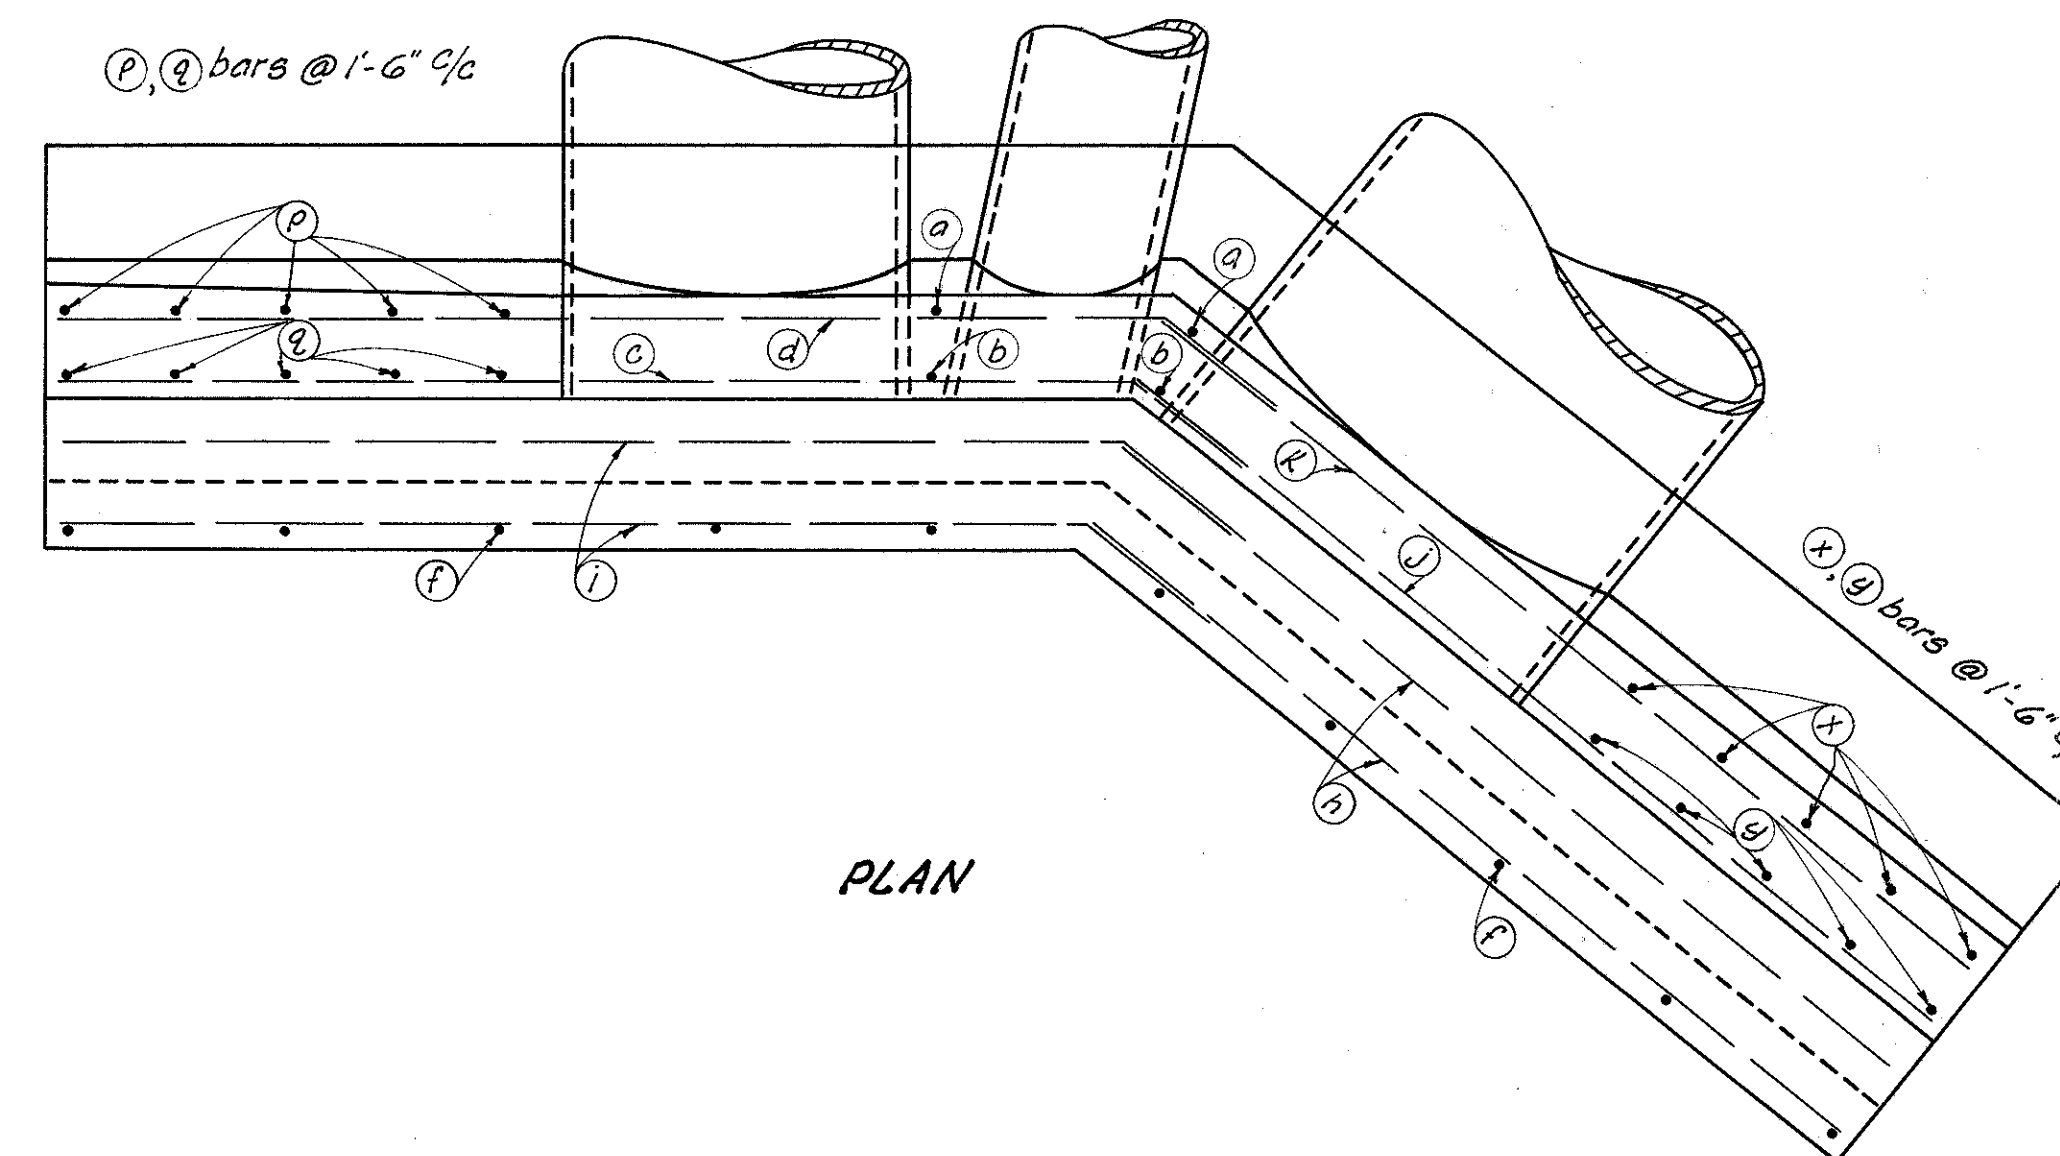 p, q bars @ 1'-6" c/c
p
a
a
q
c
d
b
b
K
j
f
i
x, y bars @ 1'-6"
x
h
y
f
PLAN